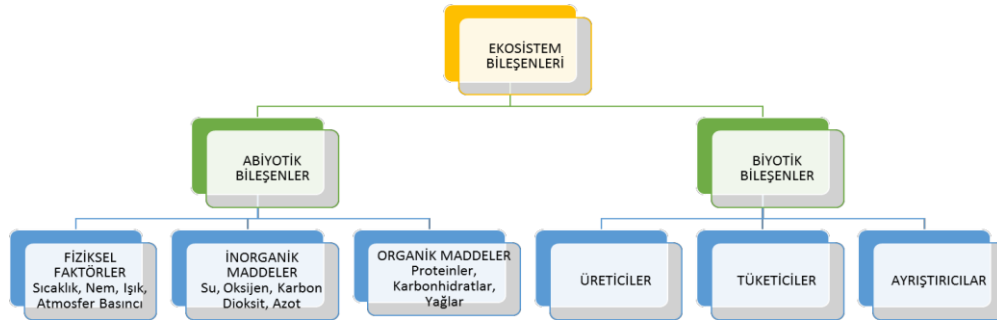 EKOSİSTEM
BİLEŞENLERİ
ABİYOTİK
BİLEŞENLER
BİYOTİK
BİLEŞENLER
FİZİKSEL
FAKTÖRLER
Sıcaklık, Nem, Işık,
Atmosfer Basıncı
İNORGANİK
MADDELER
Su, Oksijen, Karbon
Dioksit, Azot
ORGANİK MADDELER
Proteinler,
Karbonhidratlar,
Yağlar
ÜRETİCİLER
TÜKETİCİLER
AYRIŞTIRICILAR